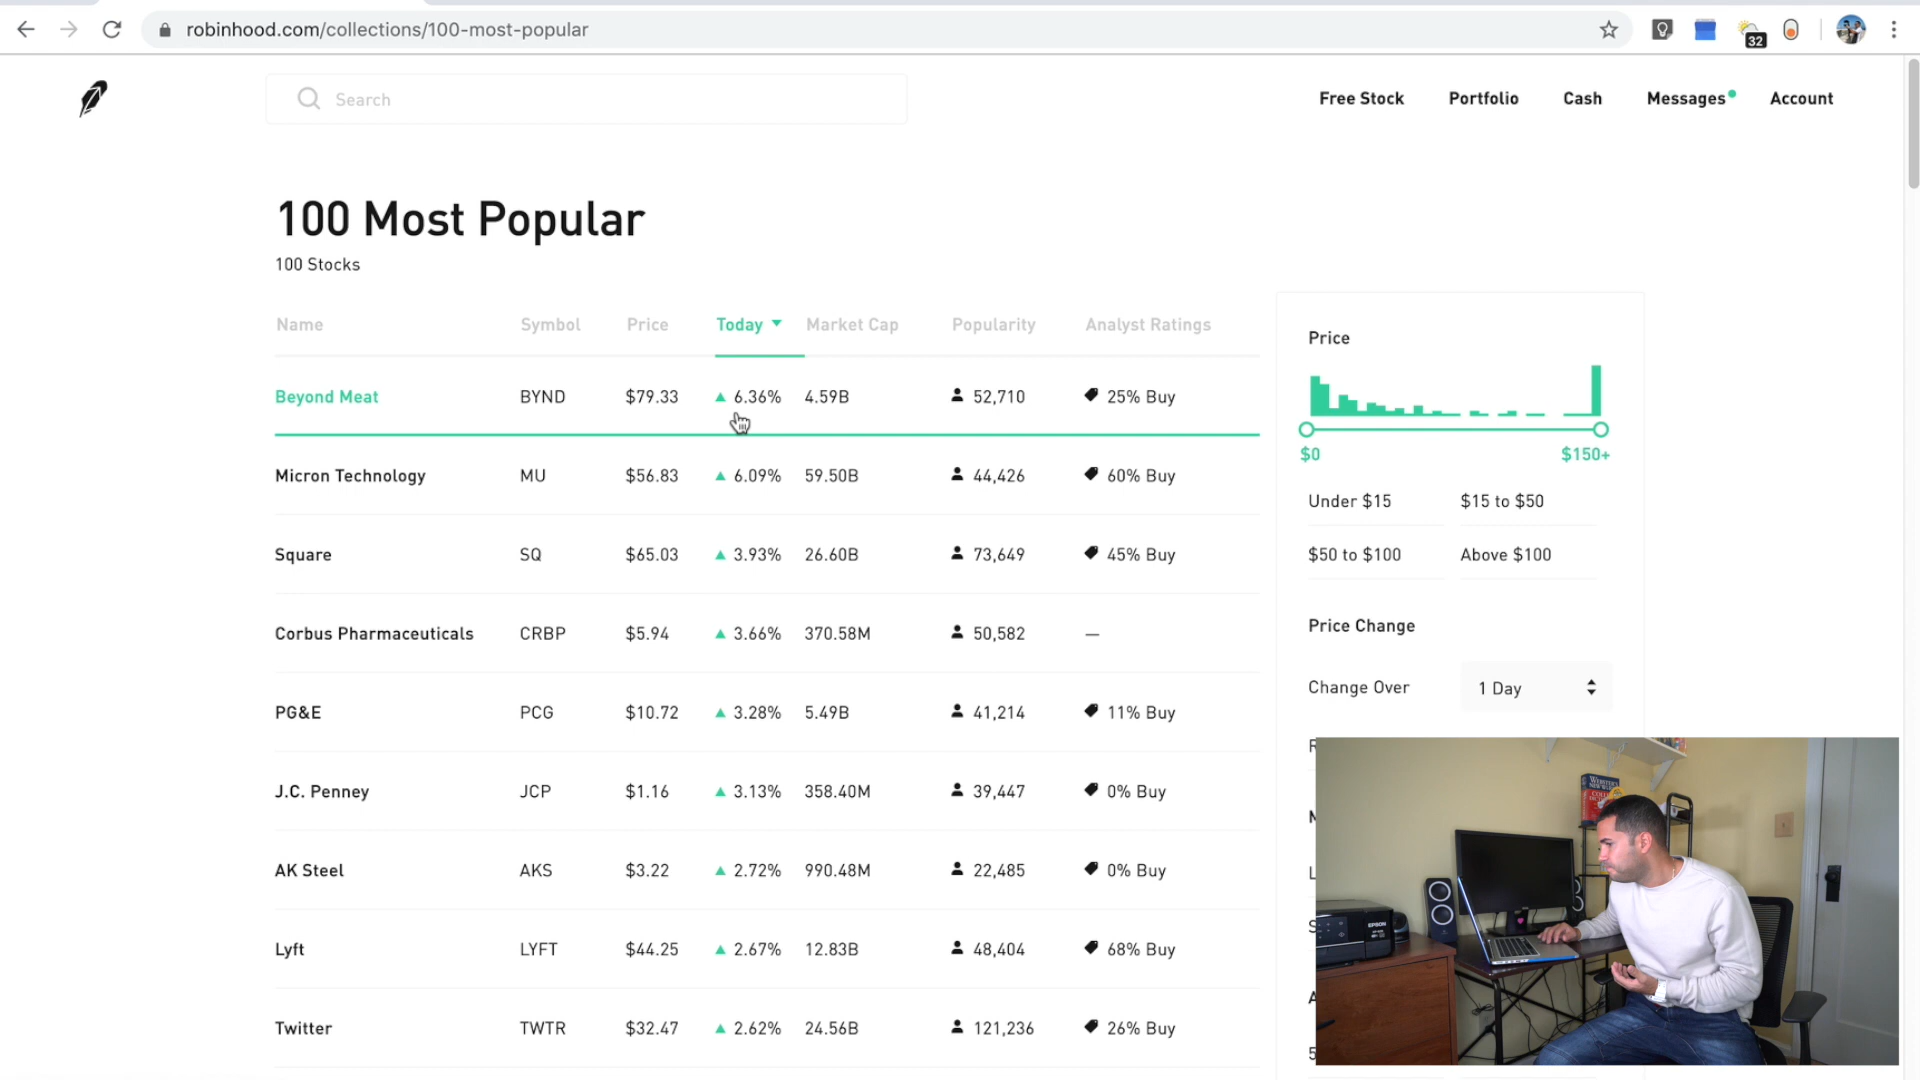 robinhood.com/collections/100-most-popular
32
Search
Free Stock Portfolio Cash Messages Account
100 Most Popular
100 Stocks
Name Symbol Price Today Market Cap Popularity Analyst Ratings
Beyond Meat BYND $79.33 6.36% 4.59B 52,710 25% Buy
Micron Technology MU $56.83 6.09% 59.50B 44,426 60% Buy
Square SQ $65.03 3.93% 26.60B 73,649 45% Buy
Corbus Pharmaceuticals CRBP $5.94 3.66% 370.58M 50,582 —
PG&E PCG $10.72 3.28% 5.49B 41,214 11% Buy
J.C. Penney JCP $1.16 3.13% 358.40M 39,447 0% Buy
AK Steel AKS $3.22 2.72% 990.48M 22,485 0% Buy
Lyft LYFT $44.25 2.67% 12.83B 48,404 68% Buy
Twitter TWTR $32.47 2.62% 24.56B 121,236 26% Buy
Price
$0 $150+
Under $15 $15 to $50
$50 to $100 Above $100
Price Change
Change Over 1 Day
WEBSTER'S
EPSON